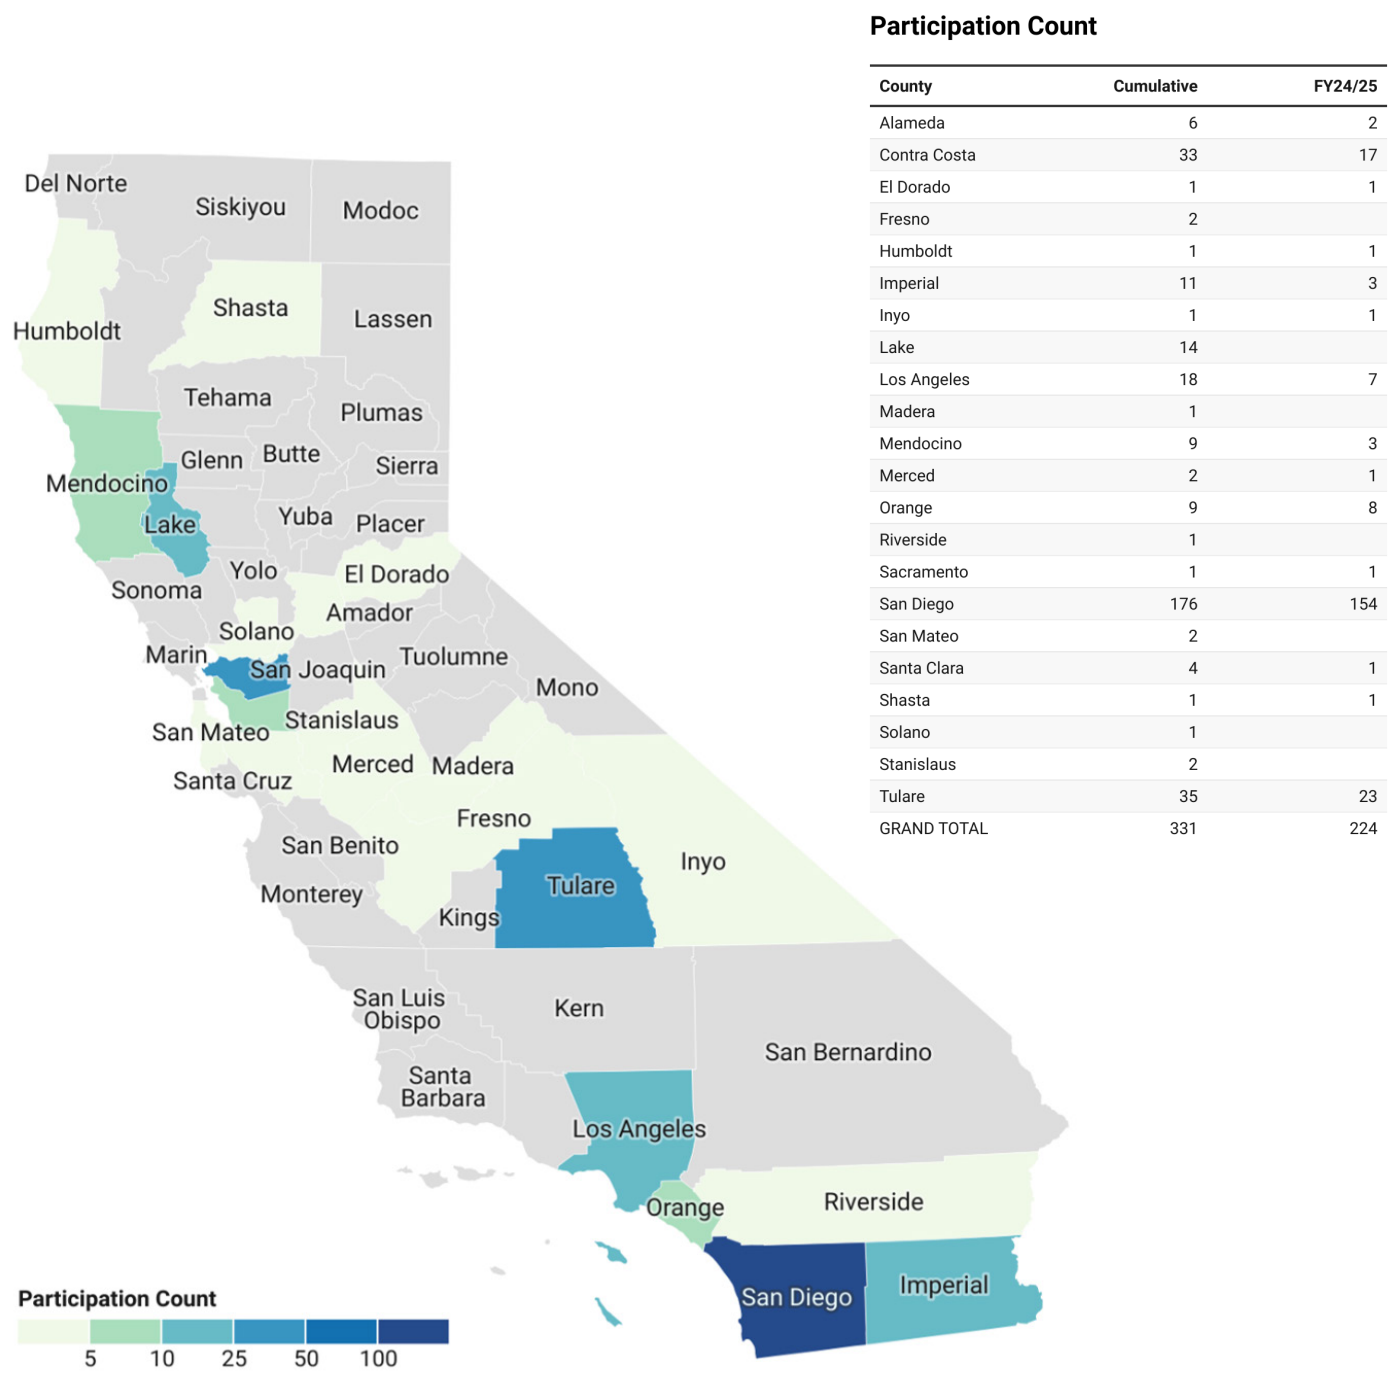 Participation Count
County Cumulative FY24/25
Alameda 6 2
Contra Costa 33 17
El Dorado 1 1
Fresno 2
Humboldt 1 1
Imperial 11 3
Inyo 1 1
Lake 14
Los Angeles 18 7
Madera 1
Mendocino 9 3
Merced 2 1
Orange 9 8
Riverside 1
Sacramento 1 1
San Diego 176 154
San Mateo 2
Santa Clara 4 1
Shasta 1 1
Solano 1
Stanislaus 2
Tulare 35 23
GRAND TOTAL 331 224
Del Norte
Siskiyou
Modoc
Shasta
Lassen
Humboldt
Tehama
Plumas
Glenn
Butte
Sierra
Mendocino
Lake
Yuba
Placer
Yolo
El Dorado
Sonoma
Amador
Solano
Marin
San Joaquin
Tuolumne
Mono
San Mateo
Stanislaus
Merced
Madera
Santa Cruz
Fresno
San Benito
Inyo
Monterey
Tulare
Kings
San Luis
Obispo
Kern
San Bernardino
Santa
Barbara
Los Angeles
Orange
Riverside
San Diego
Imperial
Participation Count
5 10 25 50 100